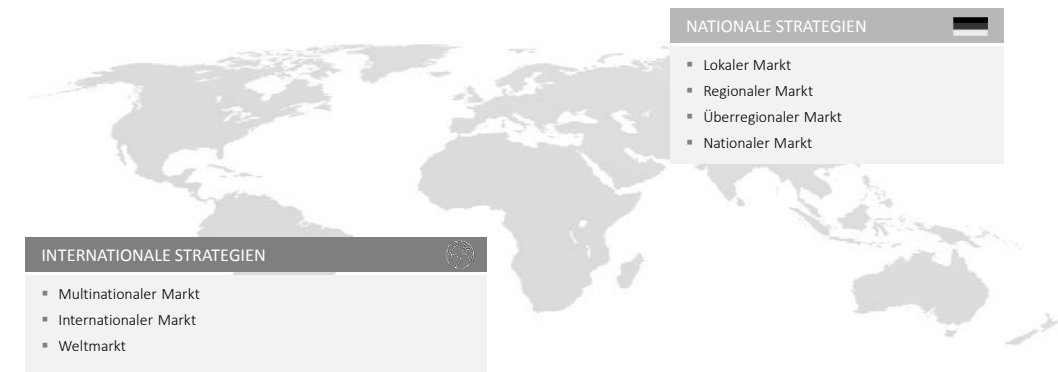 NATIONALE STRATEGIEN
Lokaler Markt
Regionaler Markt
Überregionaler Markt
Nationaler Markt
INTERNATIONALE STRATEGIEN
Multinationaler Markt
Internationaler Markt
Weltmarkt